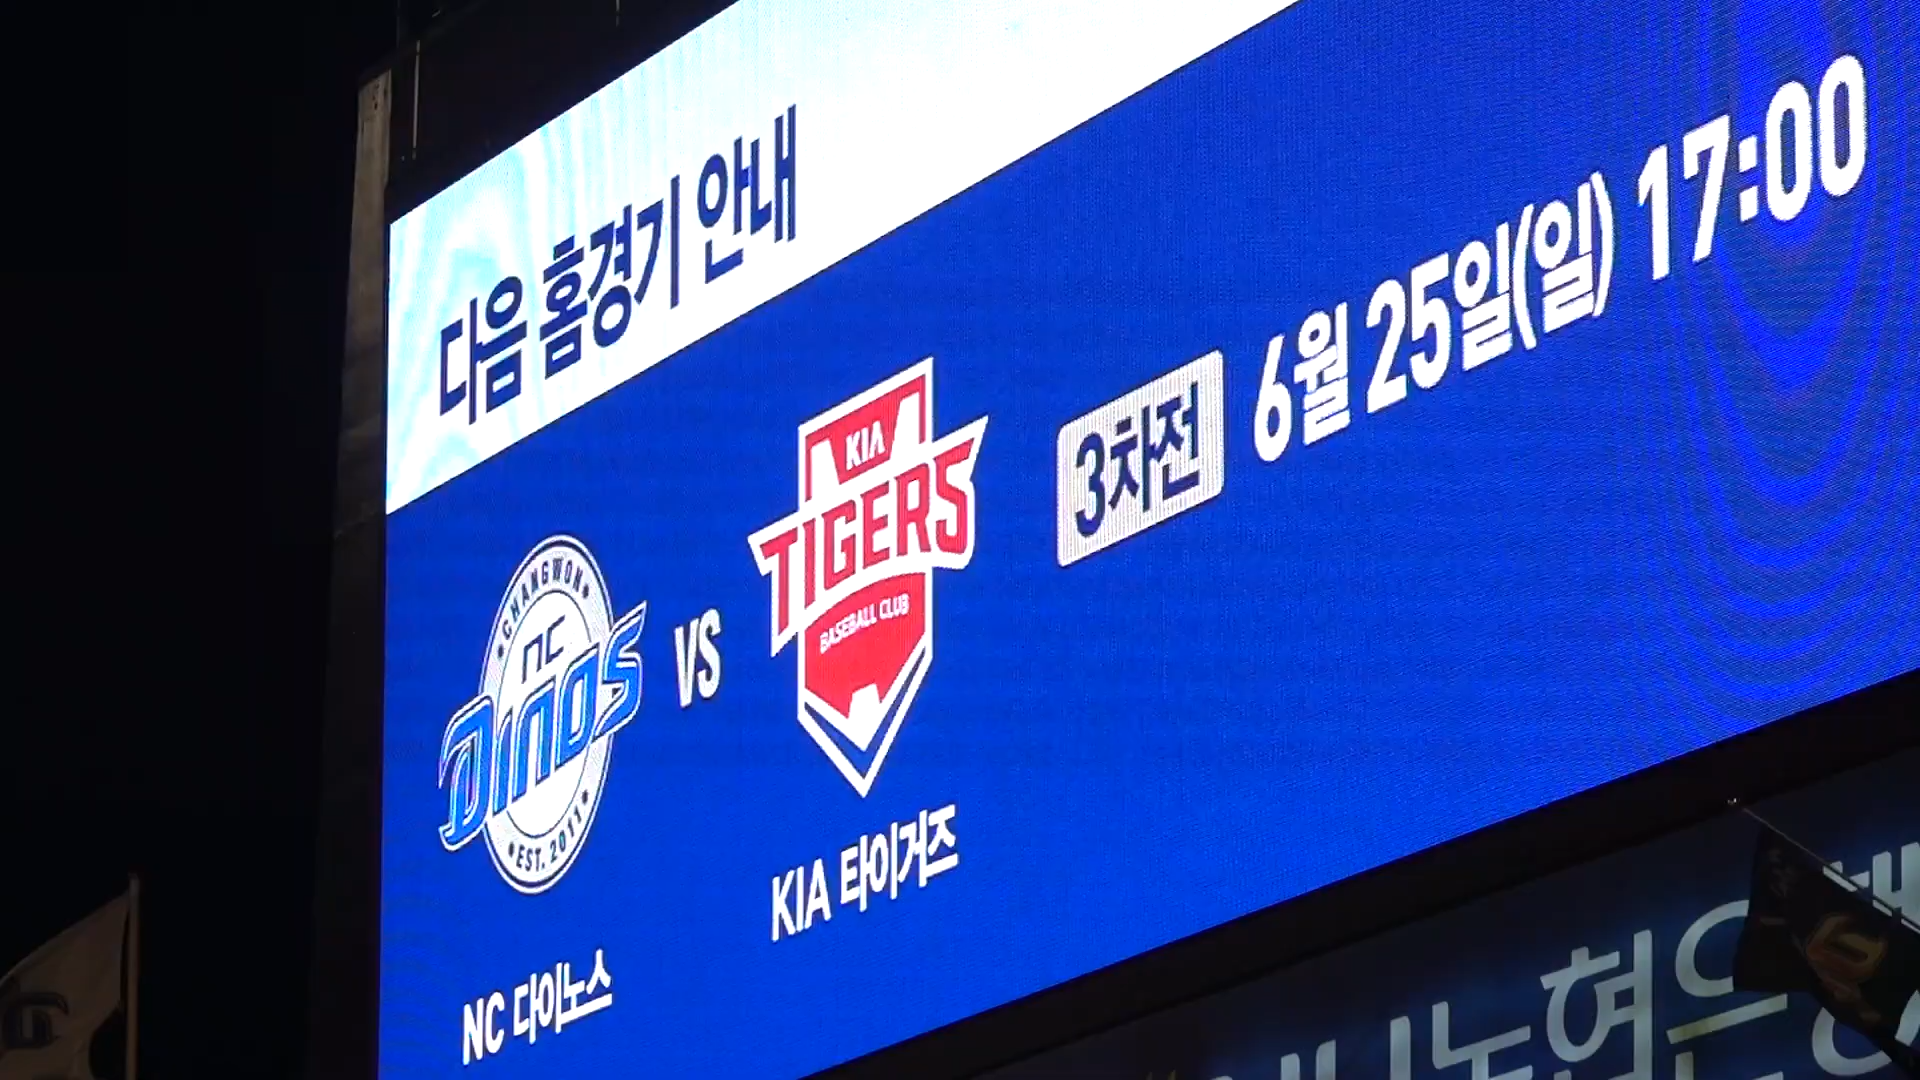 다음 홈경기 안내
CHANGWON
NC
DINOS
EST. 2011
VS
KIA
TIGERS
BASEBALL CLUB
3차전 6월 25일(일) 17:00
NC 다이노스
KIA 타이거즈